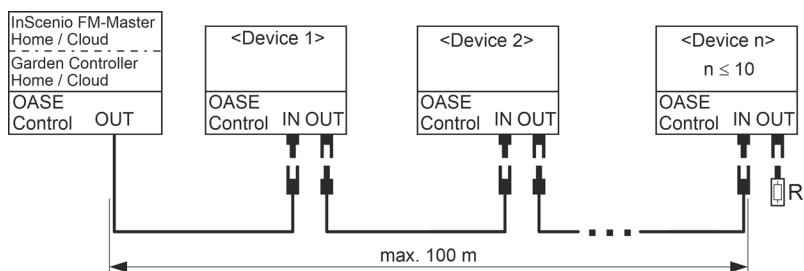 InScenio FM-Master
Home / Cloud
Garden Controller
Home / Cloud
OASE
Control OUT
<Device 1>
OASE
Control IN OUT
<Device 2>
OASE
Control IN OUT
<Device n>
n ≤ 10
OASE
Control IN OUT
R
max. 100 m